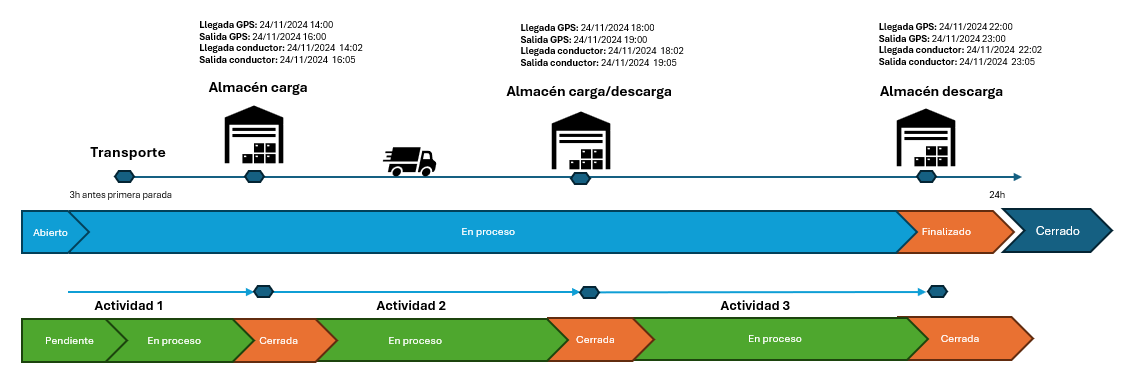 Llegada GPS: 24/11/2024 14:00
Salida GPS: 24/11/2024 16:00
Llegada conductor: 24/11/2024 14:02
Salida conductor: 24/11/2024 16:05
Llegada GPS: 24/11/2024 18:00
Salida GPS: 24/11/2024 19:00
Llegada conductor: 24/11/2024 18:02
Salida conductor: 24/11/2024 19:05
Llegada GPS: 24/11/2024 22:00
Salida GPS: 24/11/2024 23:00
Llegada conductor: 24/11/2024 22:02
Salida conductor: 24/11/2024 23:05
Almacén carga
Almacén carga/descarga
Almacén descarga
Transporte
3h antes primera parada
24h
Abierto
En proceso
Finalizado
Cerrado
Actividad 1
Actividad 2
Actividad 3
Pendiente
En proceso
Cerrada
En proceso
Cerrada
En proceso
Cerrada